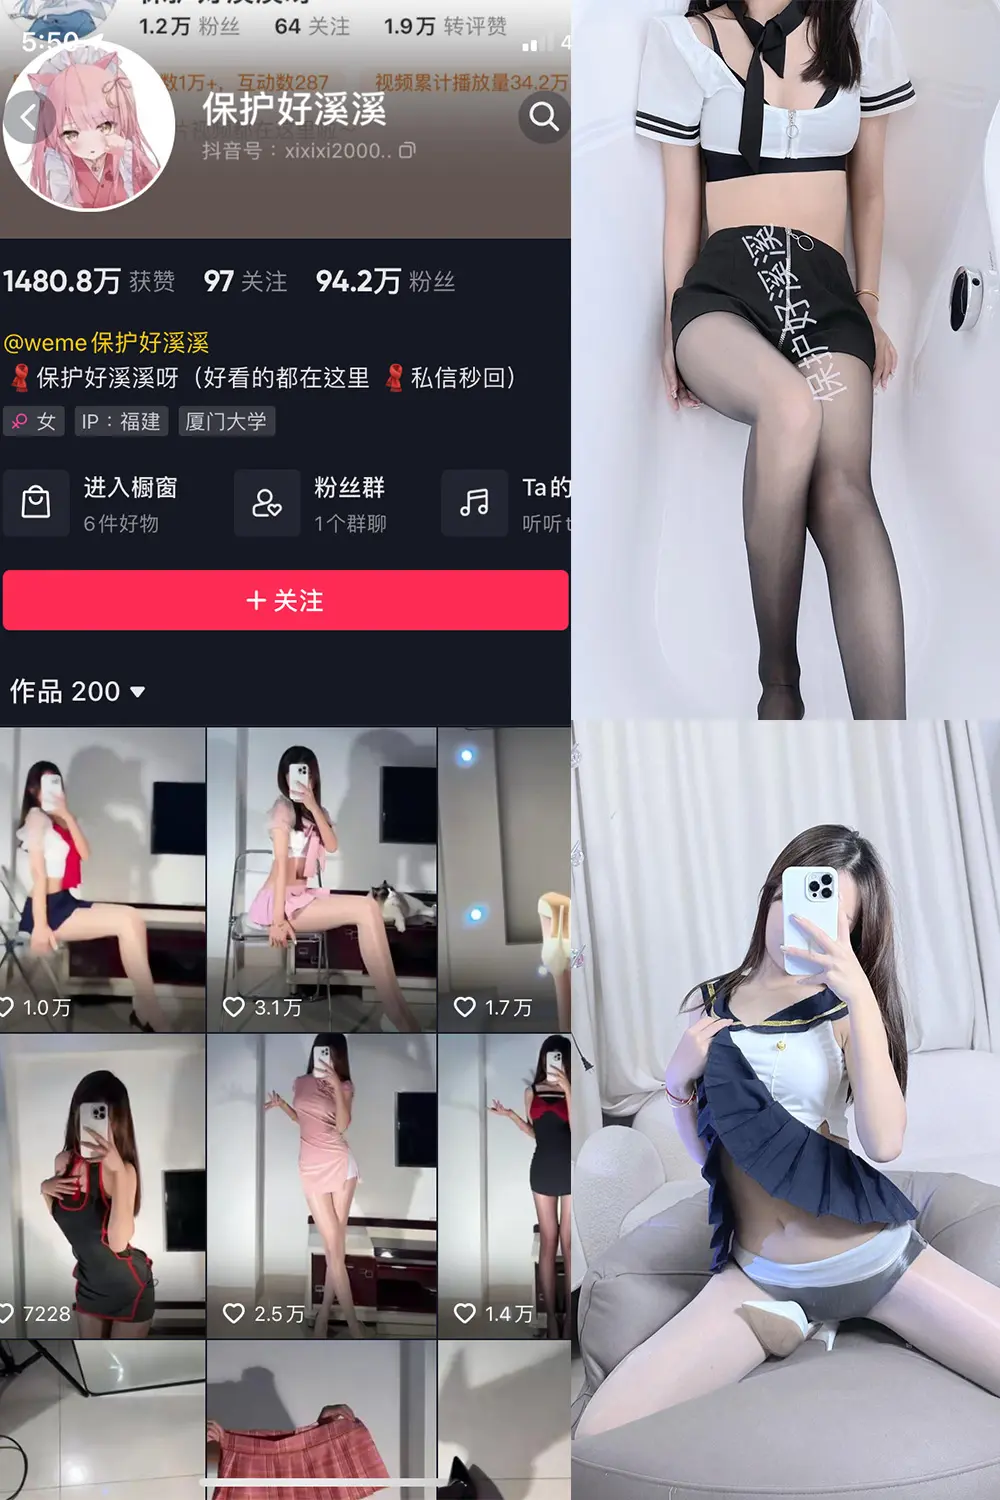 1.2万 粉丝 64 关注 1.9万 转评赞
5:50
4
数1万+，互动数287 视频累计播放量34.2万
保护好溪溪
抖音号：xixixi2000..
1480.8万 获赞 97 关注 94.2万 粉丝
@weme保护好溪溪
保护好溪溪呀（好看的都在这里 私信秒回）
女 IP：福建 厦门大学
进入橱窗
6件好物
粉丝群
1个群聊
Ta的
听听t
+ 关注
作品 200
1.0万
3.1万
1.7万
7228
2.5万
1.4万
保护好溪溪